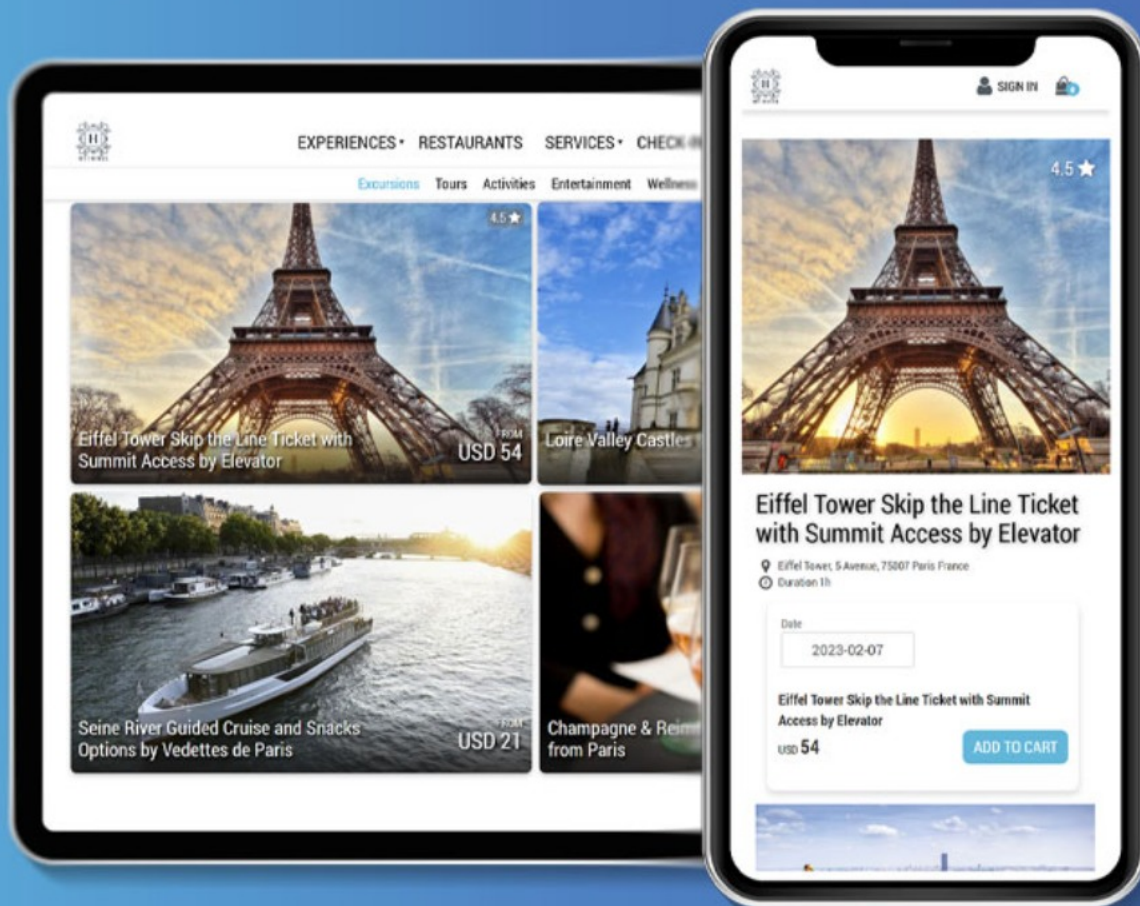 EXPERIENCES RESTAURANTS SERVICES CHECK
Excursions Tours Activities Entertainment Wellness
4.5
Eiffel Tower Skip the Line Ticket with
Summit Access by Elevator
FROM
USD 54
Loire Valley Castles
Seine River Guided Cruise and Snacks
Options by Vedettes de Paris
FROM
USD 21
Champagne &
from Paris
H
SIGN IN
4.5
Eiffel Tower Skip the Line Ticket
with Summit Access by Elevator
Eiffel Tower, 5 Avenue, 75007 Paris France
Duration 1h
Date
2023-02-07
Eiffel Tower Skip the Line Ticket with Summit
Access by Elevator
USD 54
ADD TO CART